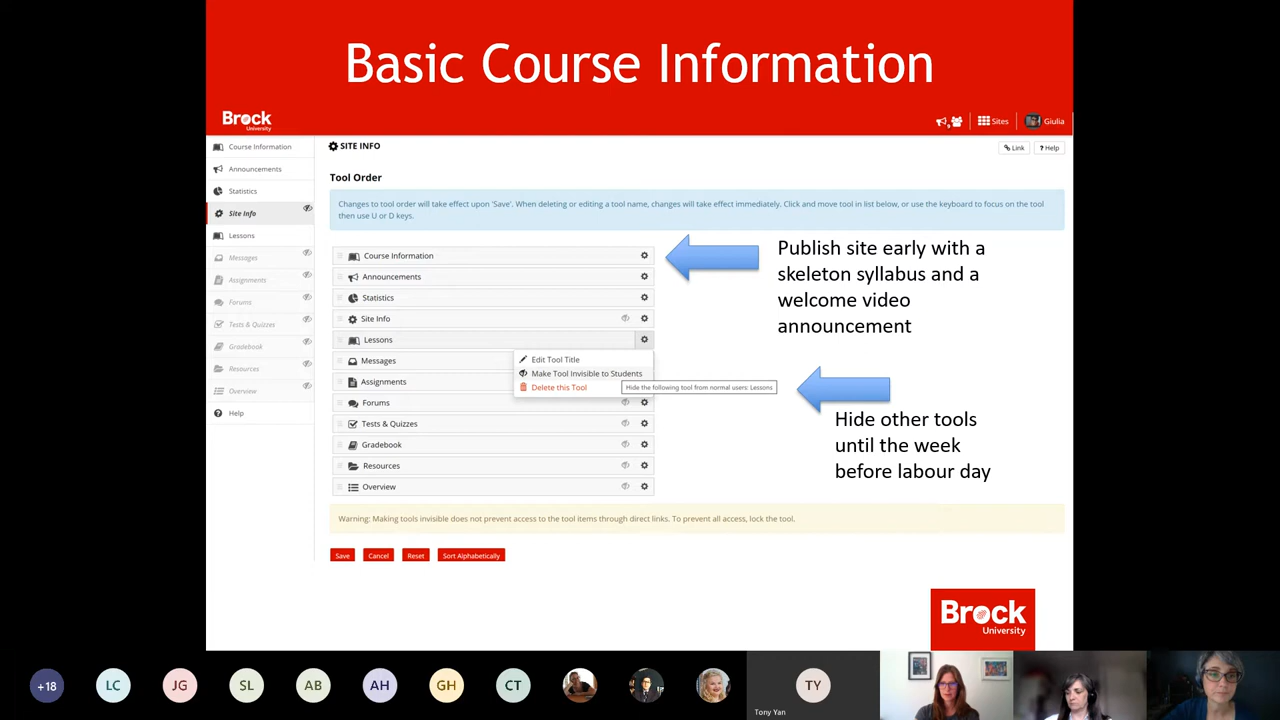 Basic Course Information
Brock
University
Sites
Giulia
Course Information
Announcements
Statistics
Site Info
Lessons
Messages
Assignments
Forums
Tests & Quizzes
Gradebook
Resources
Overview
Help
SITE INFO
Link
? Help
Tool Order
Changes to tool order will take effect upon 'Save'. When deleting or editing a tool name, changes will take effect immediately. Click and move tool in list below, or use the keyboard to focus on the tool
then use U or D keys.
Course Information
Announcements
Statistics
Site Info
Lessons
Messages
Assignments
Forums
Tests & Quizzes
Gradebook
Resources
Overview
Edit Tool Title
Make Tool Invisible to Students
Delete this Tool
Hide the following tool from normal users: Lessons
Publish site early with a
skeleton syllabus and a
welcome video
announcement
Hide other tools
until the week
before labour day
Warning: Making tools invisible does not prevent access to the tool items through direct links. To prevent all access, lock the tool.
Save
Cancel
Reset
Sort Alphabetically
Brock
University
+18
LC
JG
SL
AB
AH
GH
CT
TY
Tony Yan